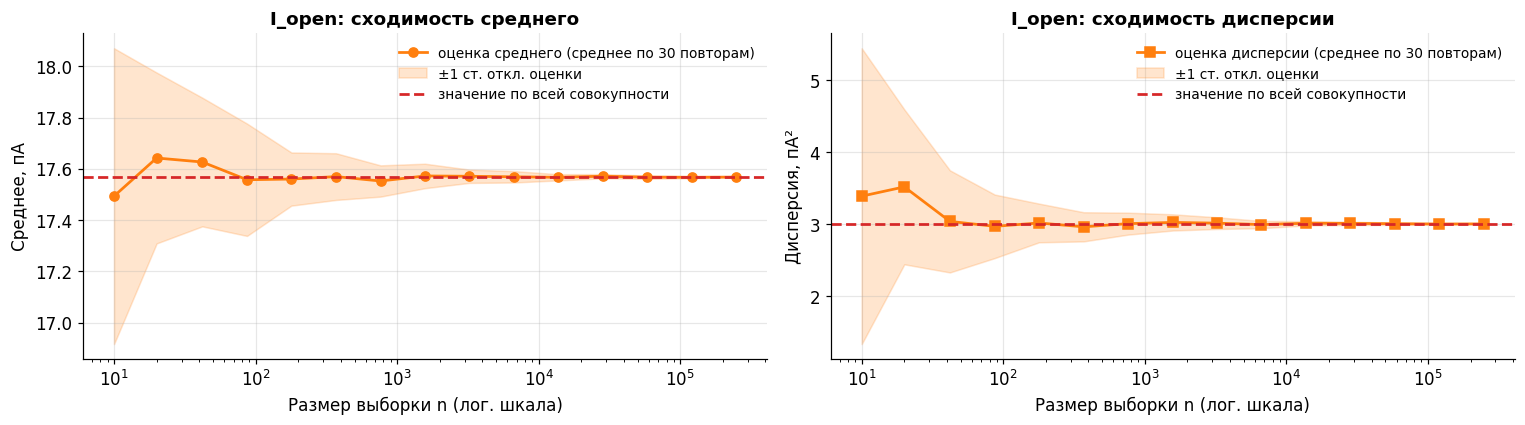 I_open: сходимость среднего
оценка среднего (среднее по 30 повторам)
±1 ст. откл. оценки
значение по всей совокупности
Среднее, пА
18.0
17.8
17.6
17.4
17.2
17.0
10¹
10²
10³
10⁴
10⁵
Размер выборки n (лог. шкала)
I_open: сходимость дисперсии
оценка дисперсии (среднее по 30 повторам)
±1 ст. откл. оценки
значение по всей совокупности
Дисперсия, пА²
5
4
3
2
10¹
10²
10³
10⁴
10⁵
Размер выборки n (лог. шкала)